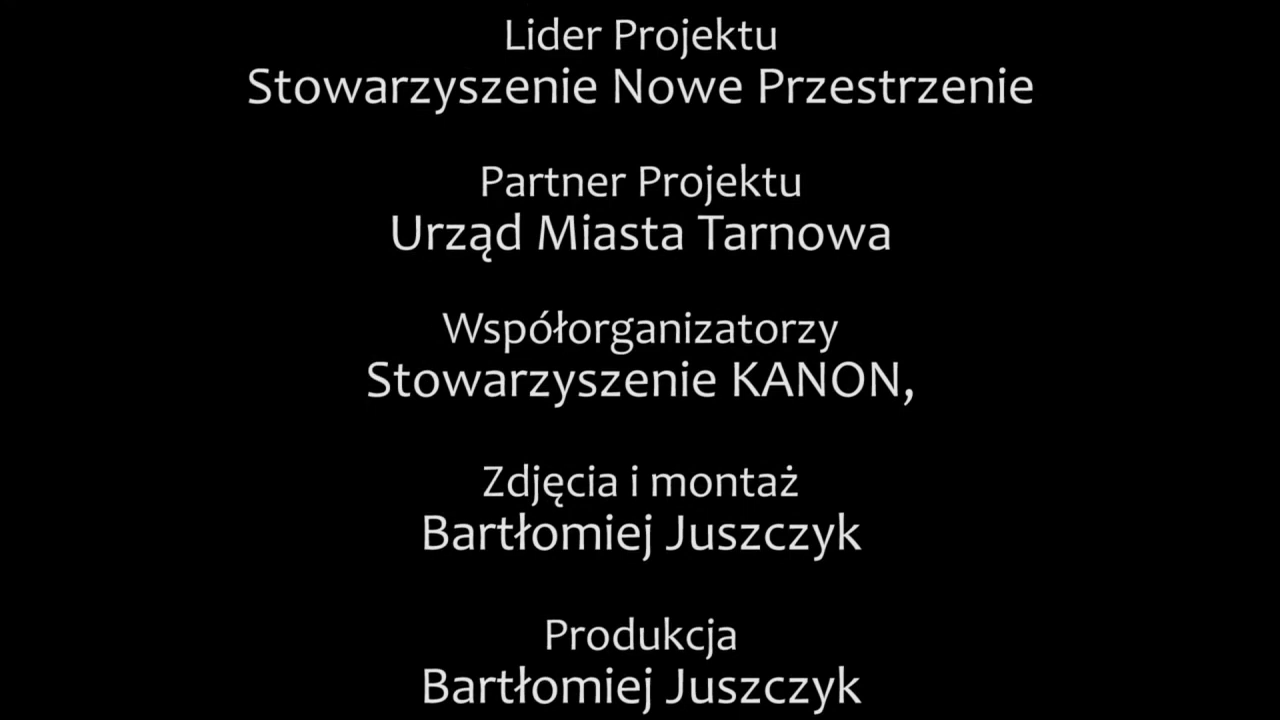 Lider Projektu
Stowarzyszenie Nowe Przestrzenie
Partner Projektu
Urząd Miasta Tarnowa
Współorganizatorzy
Stowarzyszenie KANON,
Zdjęcia i montaż
Bartłomiej Juszczyk
Produkcja
Bartłomiej Juszczyk